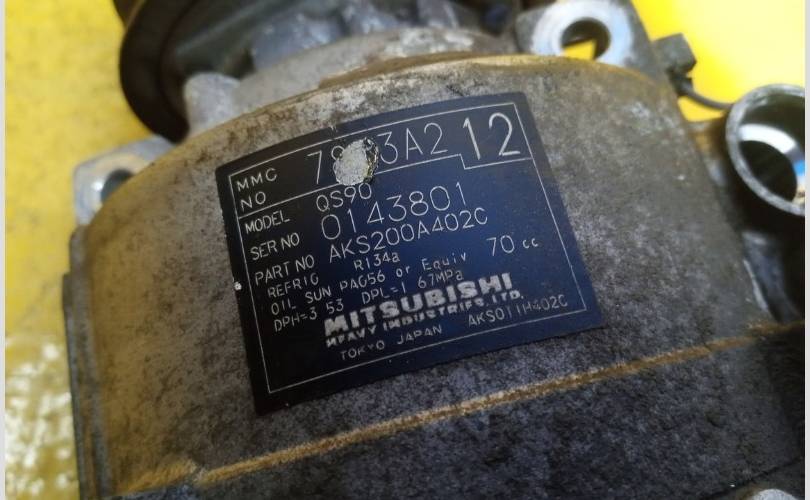 MMC 12
NO
MODEL QS90
SER NO 0143801
PART NO AKS200A402C
REFRIG R134a 70 cc
OIL SUN PAG56 or Equiv
DPH=3 53 DPL=1 67MPa
MITSUBISHI
HEAVY INDUSTRIES, LTD.
TOKYO JAPAN AKS011H402C